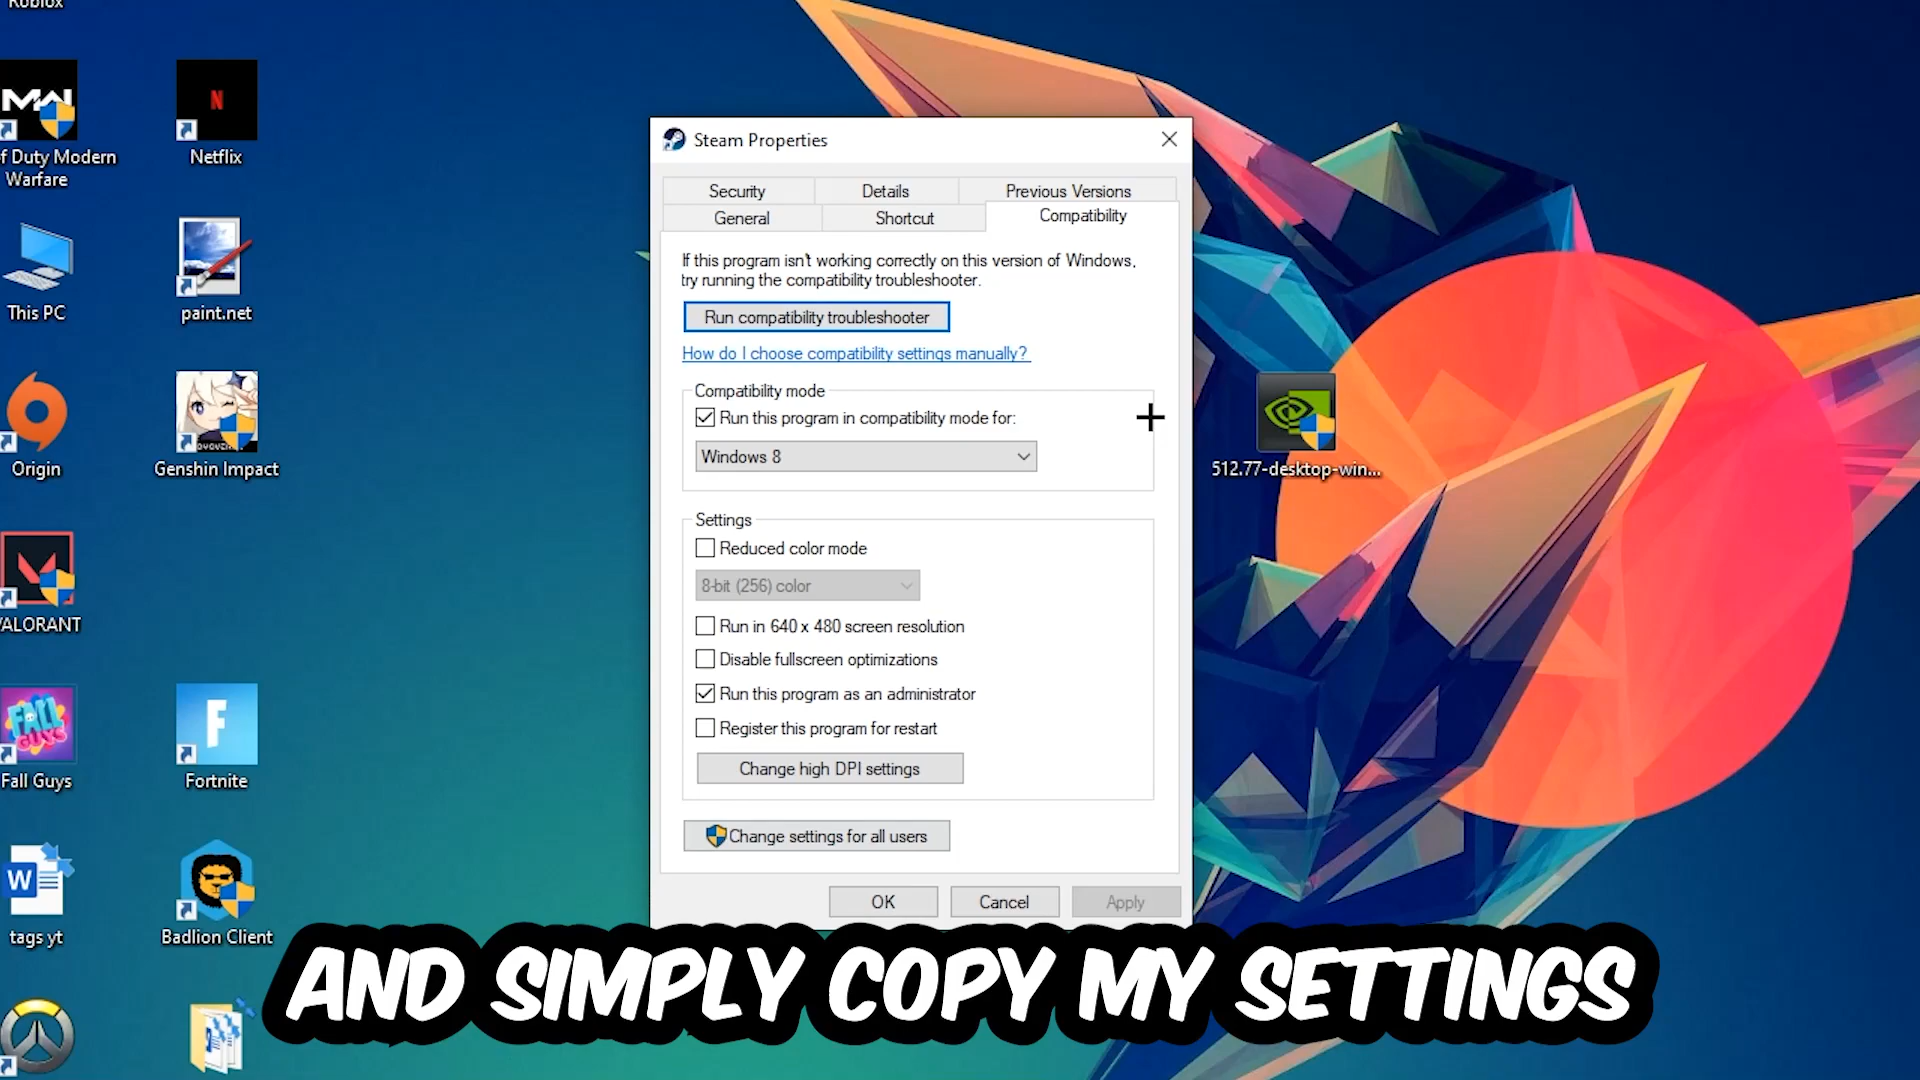 Roblox
Netflix
f Duty Modern
Warfare
This PC
paint.net
Origin
Genshin Impact
VALORANT
FALL
GUYS
Fall Guys
Fortnite
W
tags yt
Badlion Client
Steam Properties
Security
Details
Previous Versions
General
Shortcut
Compatibility
If this program isn't working correctly on this version of Windows,
try running the compatibility troubleshooter.
Run compatibility troubleshooter
How do I choose compatibility settings manually?
Compatibility mode
Run this program in compatibility mode for:
Windows 8
Settings
Reduced color mode
8-bit (256) color
Run in 640 x 480 screen resolution
Disable fullscreen optimizations
Run this program as an administrator
Register this program for restart
Change high DPI settings
Change settings for all users
OK
Cancel
Apply
512.77-desktop-win...
AND SIMPLY COPY MY SETTINGS